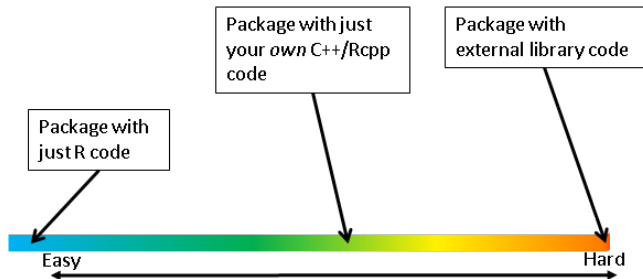 Package with just
your own C++/Rcpp
code
Package with
external library code
Package with
just R code
Easy
Hard